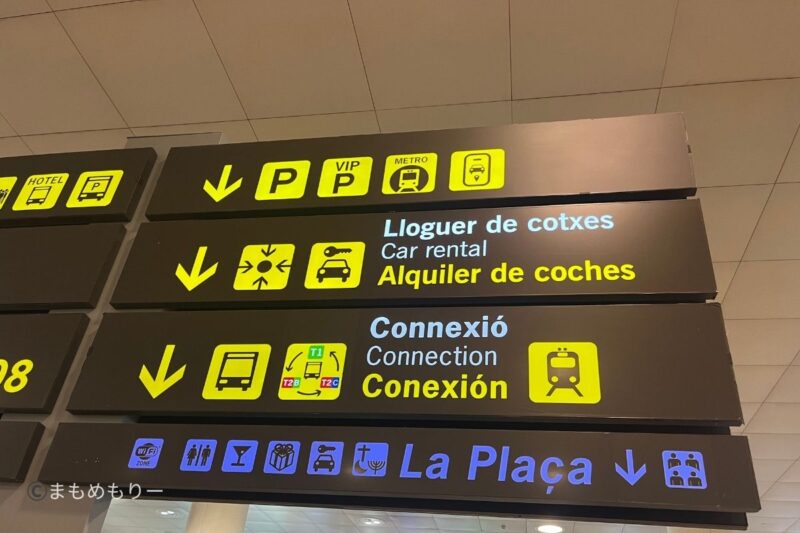 HOTEL
P
P
VIP
P
METRO
Lloguer de cotxes
Car rental
Alquiler de coches
08
T1
T2B
T2C
Connexió
Connection
Conexión
WiFi
ZONE
La Plaça
©まもめもりー